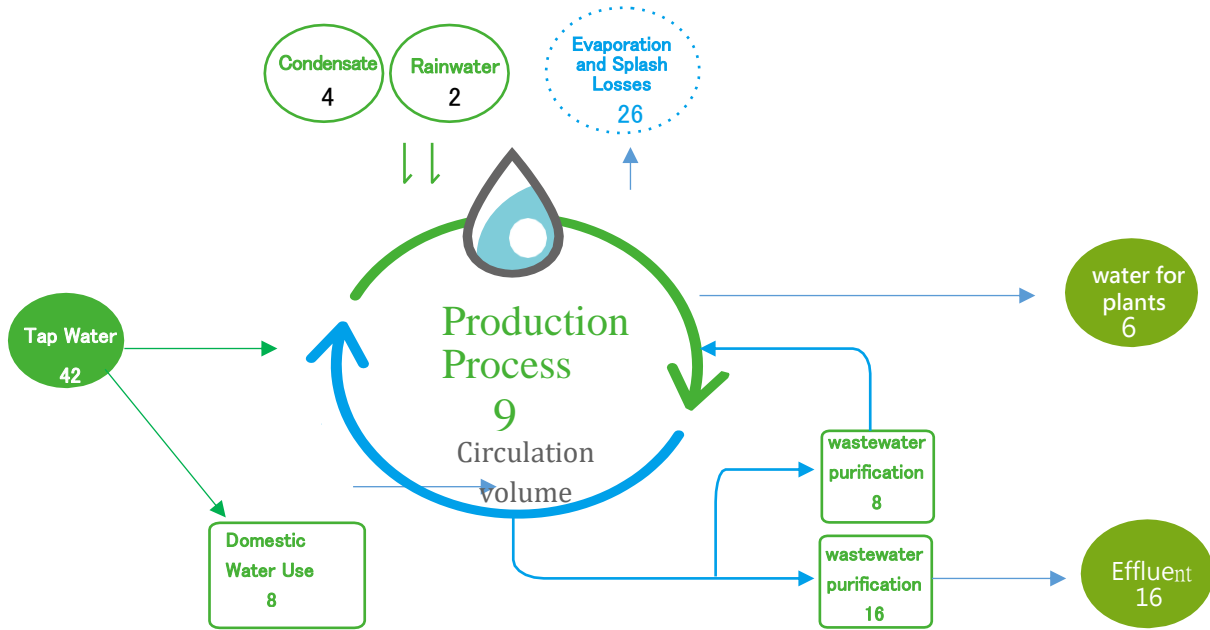 Condensate
4
Rainwater
2
Evaporation
and Splash
Losses
26
Tap Water
42
Production
Process
9
Circulation
volume
water for
plants
6
wastewater
purification
8
Domestic
Water Use
8
wastewater
purification
16
Effluent
16